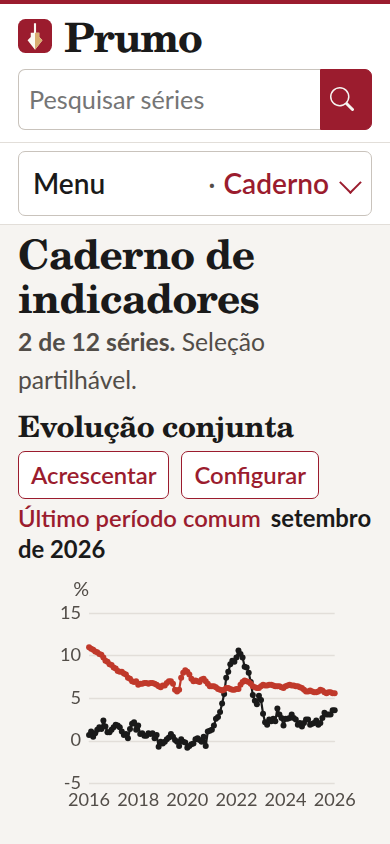 Prumo
Pesquisar séries
Menu · Caderno
Caderno de
indicadores
2 de 12 séries. Seleção
partilhável.
Evolução conjunta
Acrescentar Configurar
Último período comum setembro
de 2026
%
15
10
5
0
-5
2016 2018 2020 2022 2024 2026